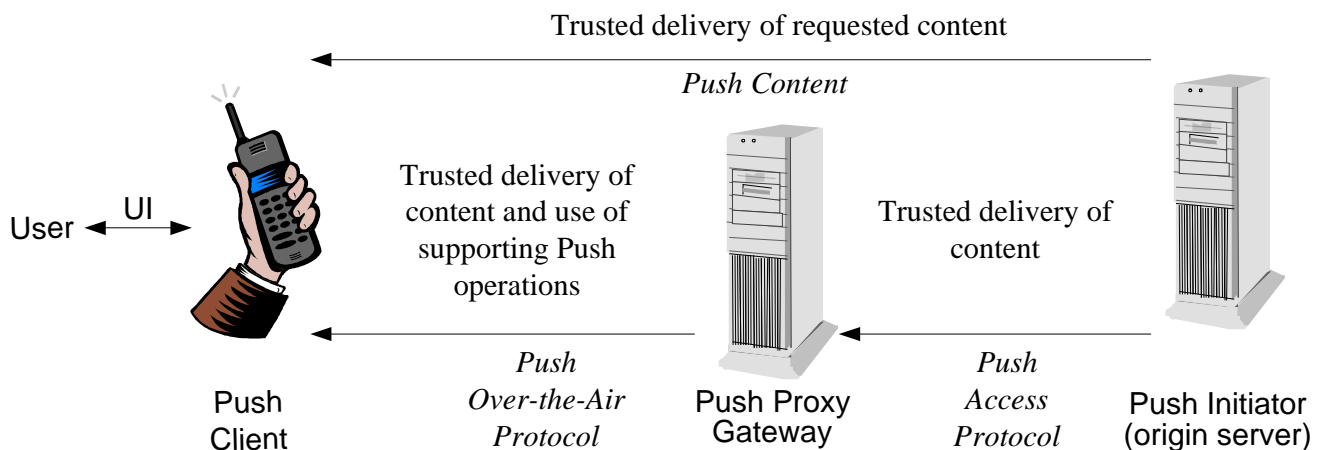 Trusted delivery of requested content
Push Content
User
UI
Trusted delivery of
content and use of
supporting Push
operations
Trusted delivery of
content
Push
Over-the-Air
Protocol
Push
Access
Protocol
Push
Client
Push Proxy
Gateway
Push Initiator
(origin server)